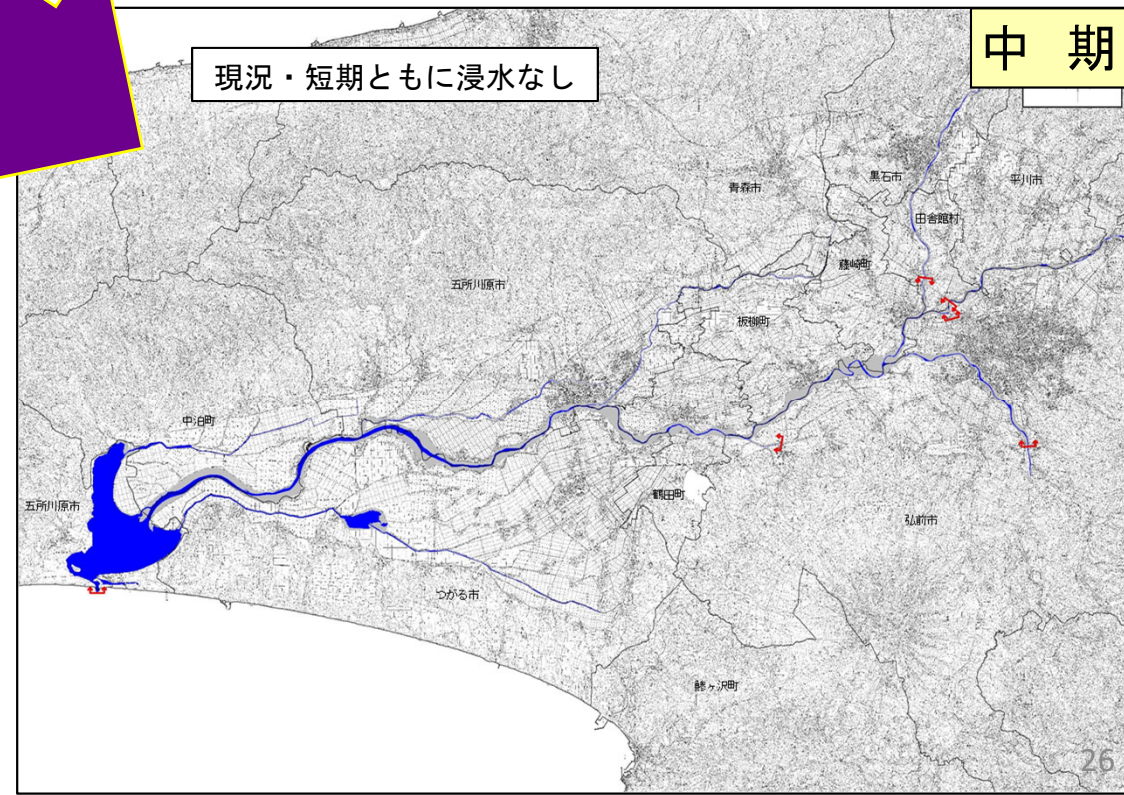 現況・短期ともに浸水なし
中 期
青森市
黒石市
平川市
田舎館村
藤崎町
五所川原市
板柳町
中泊町
五所川原市
鶴田町
弘前市
つがる市
鰺ヶ沢町
26